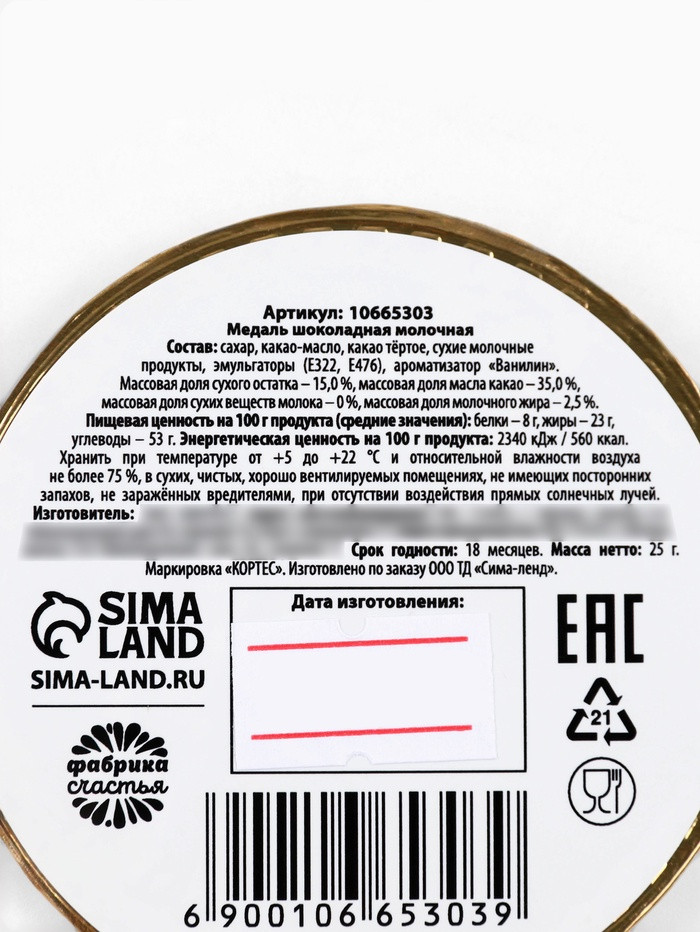 Артикул: 10665303
Медаль шоколадная молочная
Состав: сахар, какао-масло, какао тёртое, сухие молочные
продукты, эмульгаторы (Е322, Е476), ароматизатор «Ванилин».
Массовая доля сухого остатка – 15,0 %, массовая доля масла какао – 35,0 %,
массовая доля сухих веществ молока – 0 %, массовая доля молочного жира – 2,5 %.
Пищевая ценность на 100 г продукта (средние значения): белки – 8 г, жиры – 23 г,
углеводы – 53 г. Энергетическая ценность на 100 г продукта: 2340 кДж / 560 ккал.
Хранить при температуре от +5 до +22 °С и относительной влажности воздуха
не более 75 %, в сухих, чистых, хорошо вентилируемых помещениях, не имеющих посторонних
запахов, не заражённых вредителями, при отсутствии воздействия прямых солнечных лучей.
Изготовитель:
Срок годности: 18 месяцев. Масса нетто: 25 г.
Маркировка «КОРТЕС». Изготовлено по заказу ООО ТД «Сима-ленд».
SIMA
LAND
SIMA-LAND.RU
фабрика
счастья
Дата изготовления:
EAC
21
6 900106 653039